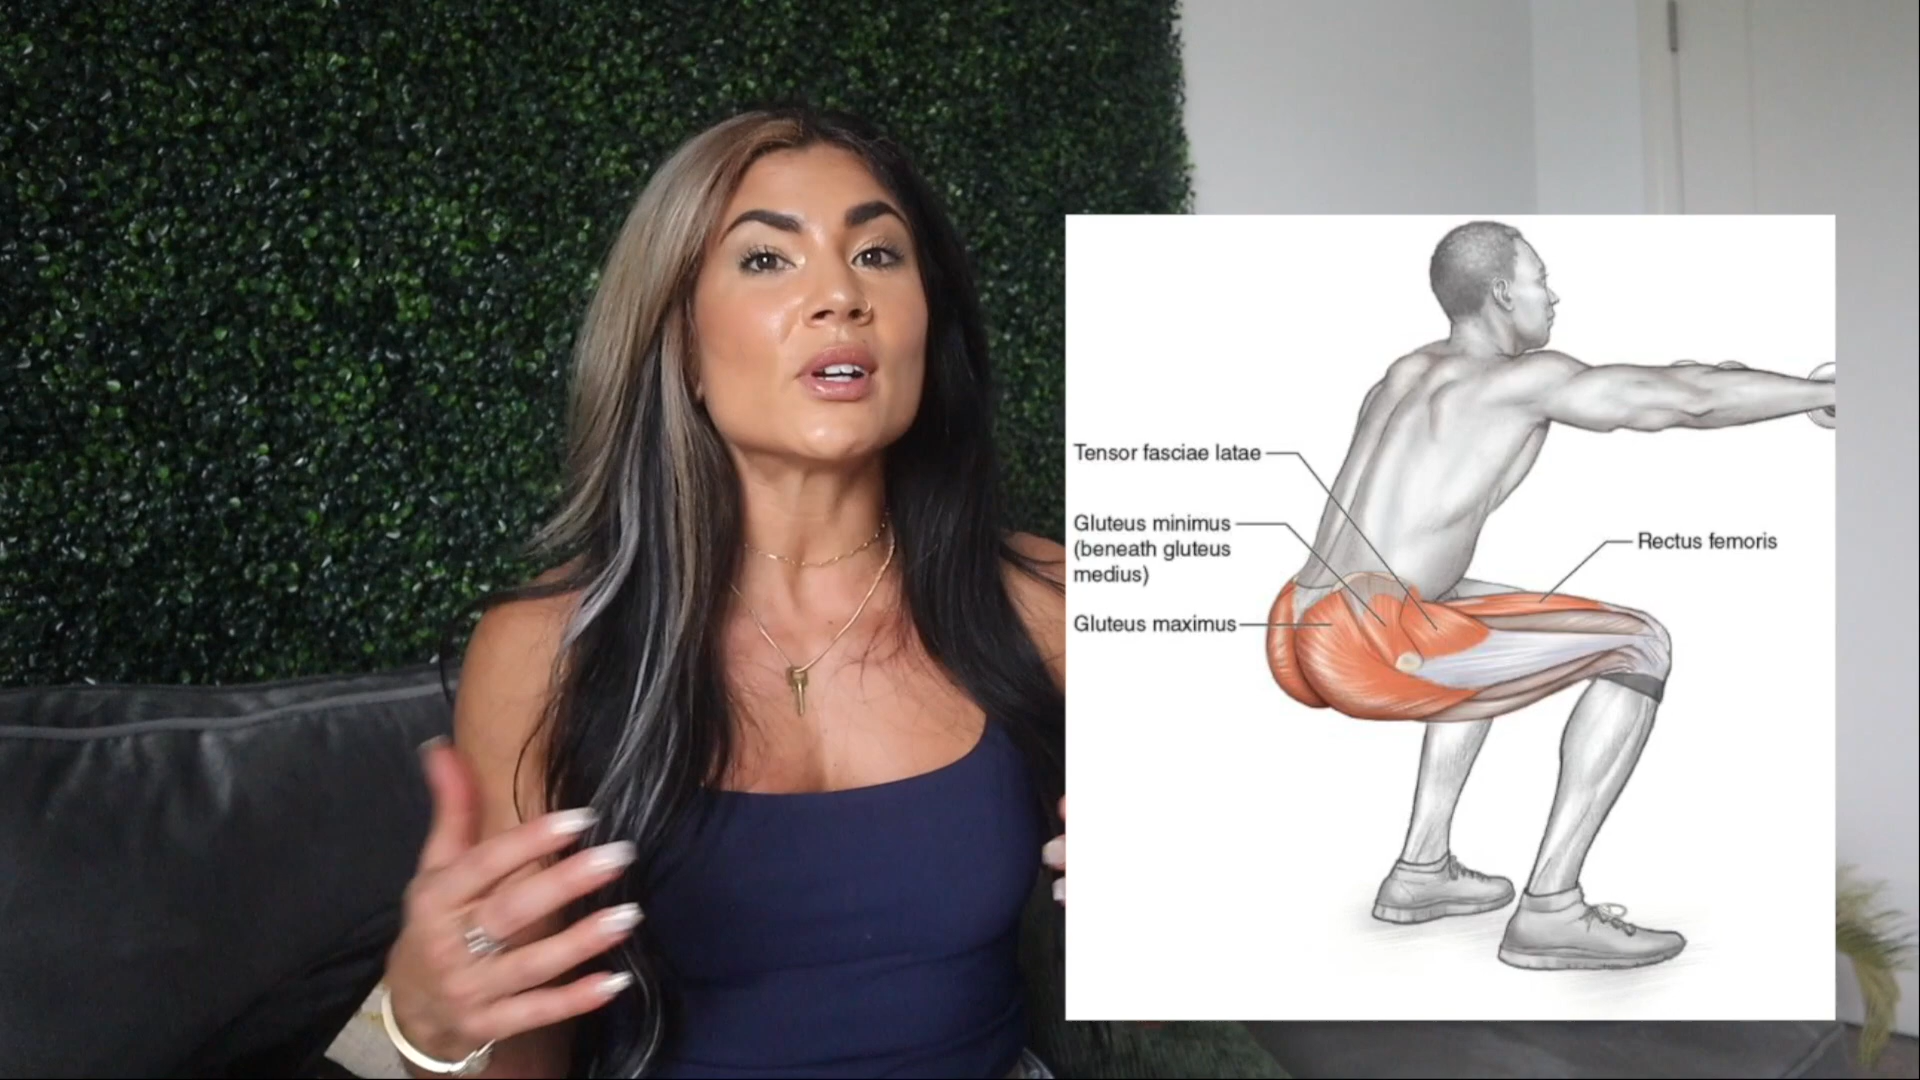 Tensor fasciae latae
Gluteus minimus
(beneath gluteus
medius)
Gluteus maximus
Rectus femoris